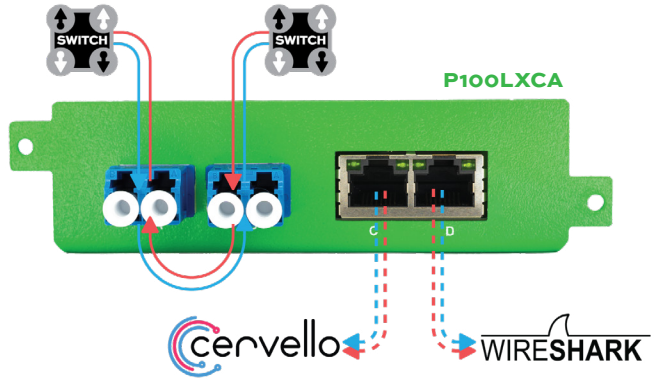 SWITCH
SWITCH
P100LXCA
C
D
cervello
WIRESHARK